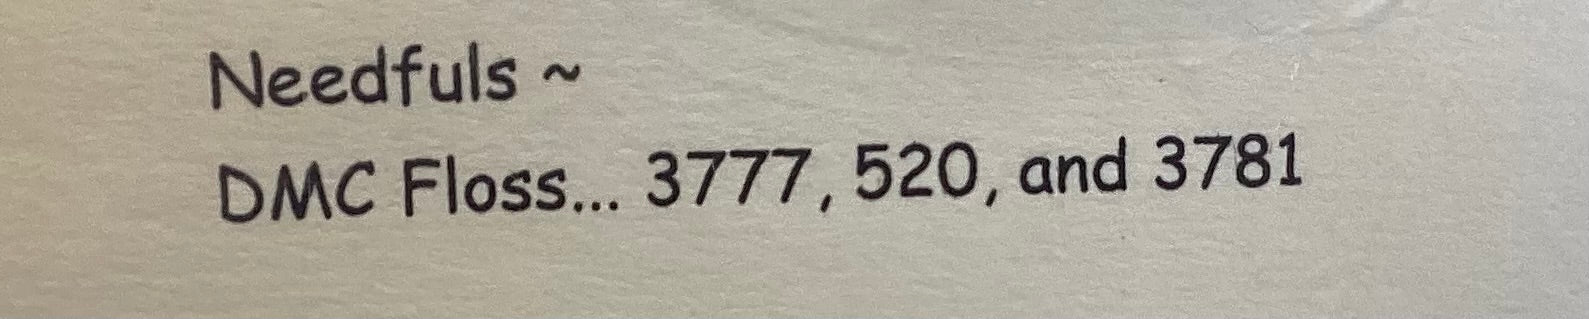 Needfuls ~
DMC Floss... 3777, 520, and 3781